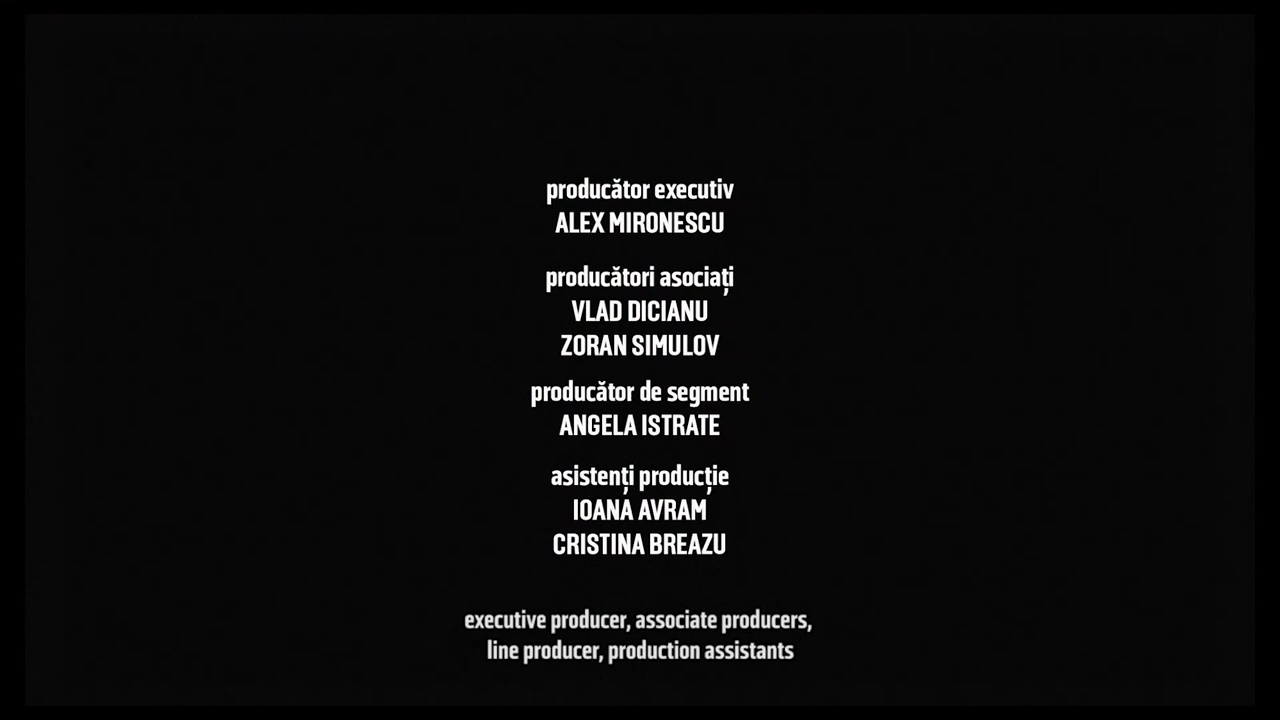 producător executiv
ALEX MIRONESCU
producători asociați
VLAD DICIANU
ZORAN SIMULOV
producător de segment
ANGELA ISTRATE
asistenți producție
IOANA AVRAM
CRISTINA BREAZU
executive producer, associate producers,
line producer, production assistants